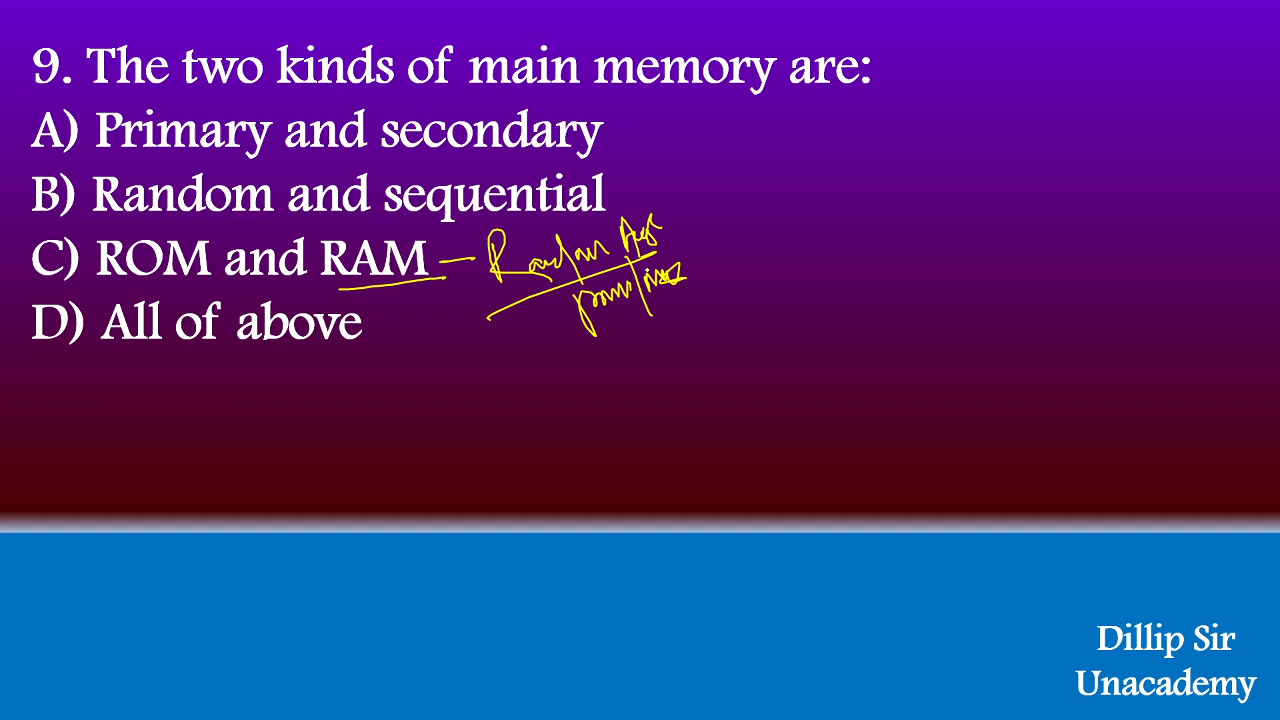 9. The two kinds of main memory are:
A) Primary and secondary
B) Random and sequential
C) ROM and RAM – Random
D) All of above
Dillip Sir
Unacademy